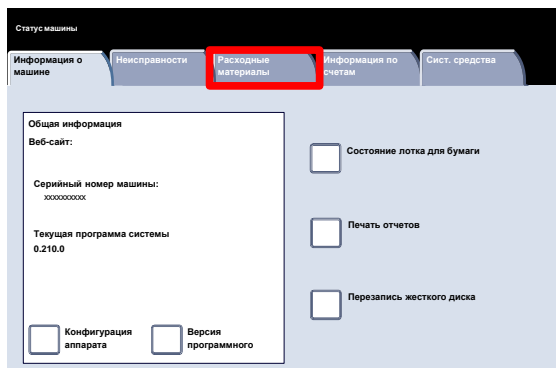 Статус машины
Информация о
машине
Неисправности
Расходные
материалы
Информация по
счетам
Сист. средства
Общая информация
Веб-сайт:
Серийный номер машины:
xxxxxxxxxx
Текущая программа системы
0.210.0
Конфигурация
аппарата
Версия
программного
Состояние лотка для бумаги
Печать отчетов
Перезапись жесткого диска